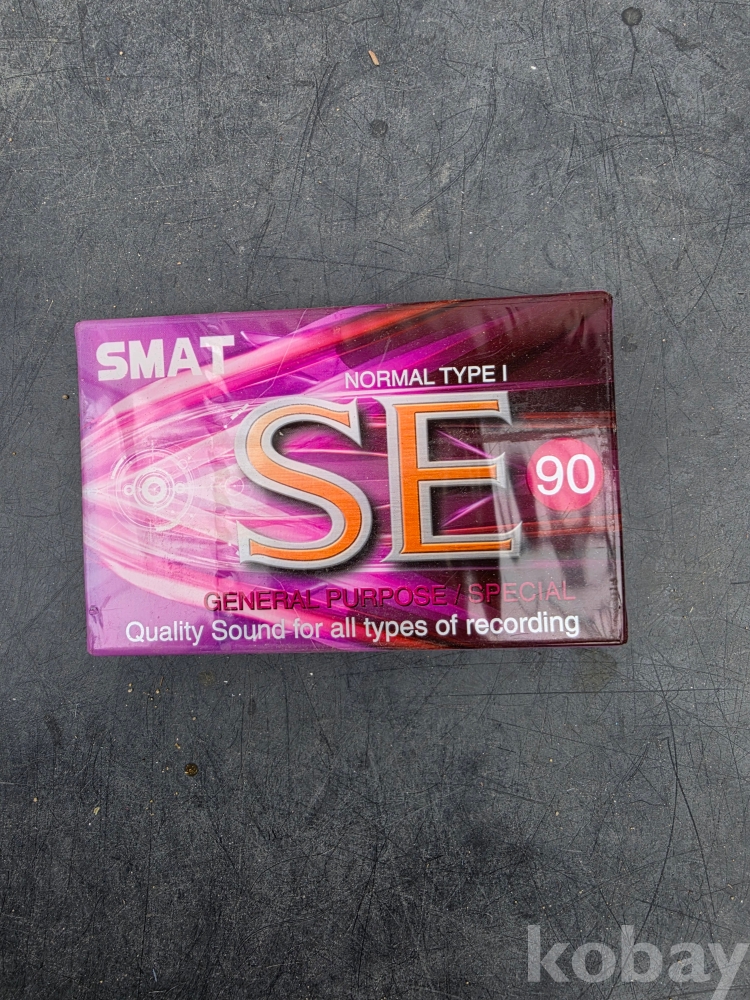 SMAT
NORMAL TYPE I
SE
90
GENERAL PURPOSE / SPECIAL
Quality Sound for all types of recording
kobay